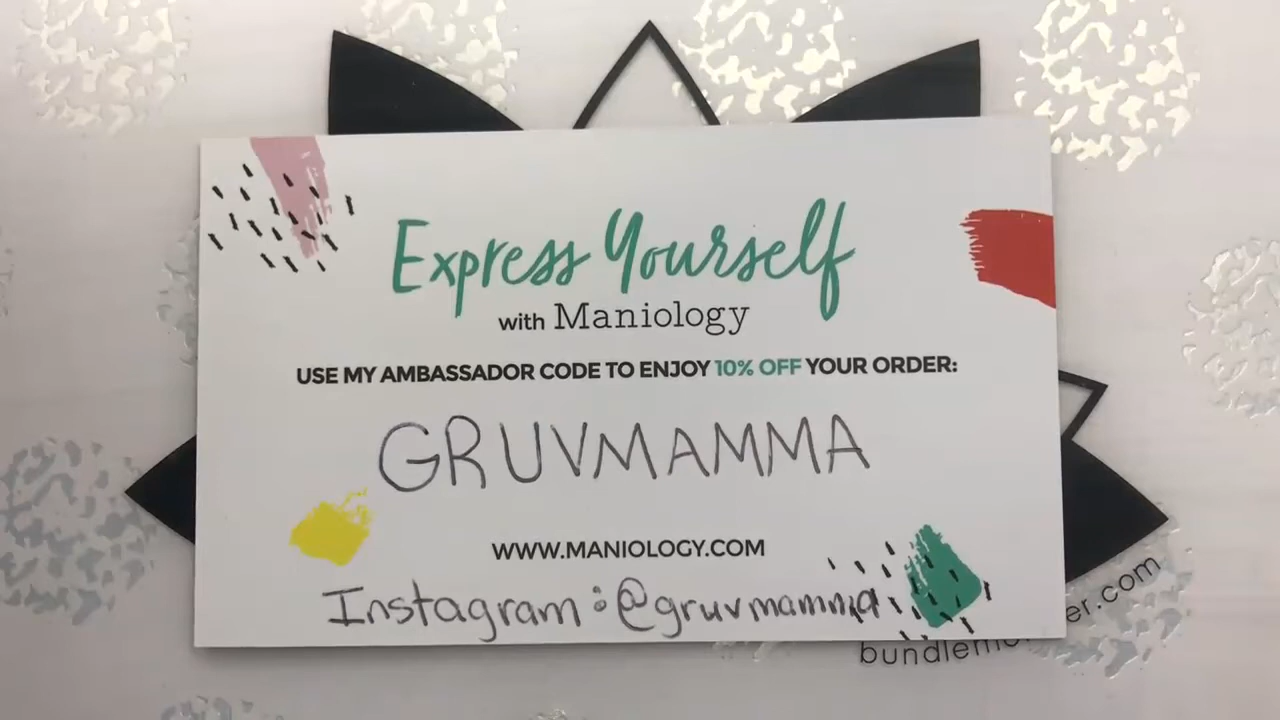 Express Yourself
with Maniology
USE MY AMBASSADOR CODE TO ENJOY 10% OFF YOUR ORDER:
GRUVMAMMA
WWW.MANIOLOGY.COM
Instagram: @gruvmamma